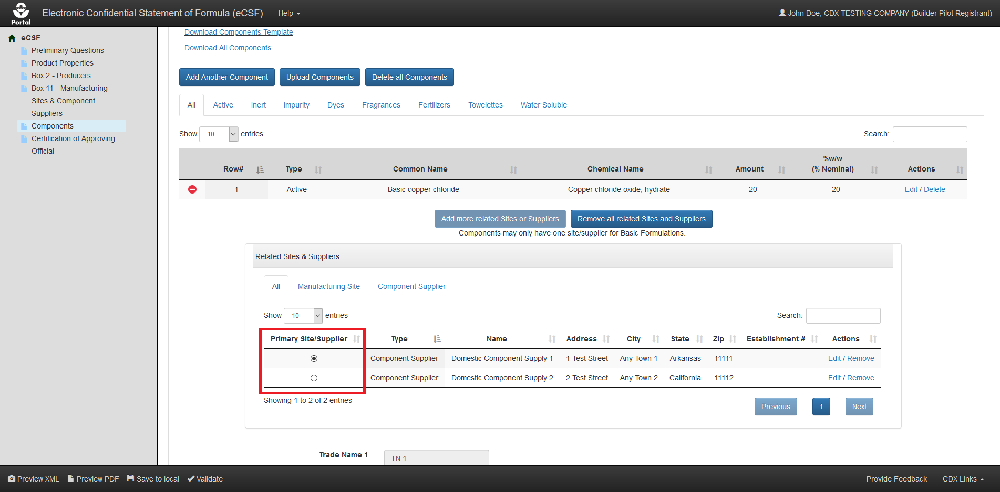 Portal
Electronic Confidential Statement of Formula (eCSF)
Help
John Doe, CDX TESTING COMPANY (Builder Pilot Registrant)
eCSF
Preliminary Questions
Product Properties
Box 2 - Producers
Box 11 - Manufacturing
Sites & Component
Suppliers
Components
Certification of Approving
Official
Download Components Template
Download All Components
Add Another Component Upload Components Delete all Components
All Active Inert Impurity Dyes Fragrances Fertilizers Towelettes Water Soluble
Show 10 entries Search:
Row# Type Common Name Chemical Name Amount %w/w
(% Nominal) Actions
1 Active Basic copper chloride Copper chloride oxide, hydrate 20 20 Edit / Delete
Add more related Sites or Suppliers Remove all related Sites and Suppliers
Components may only have one site/supplier for Basic Formulations.
Related Sites & Suppliers
All Manufacturing Site Component Supplier
Show 10 entries Search:
Primary Site/Supplier Type Name Address City State Zip Establishment # Actions
Component Supplier Domestic Component Supply 1 1 Test Street Any Town 1 Arkansas 11111 Edit / Remove
Component Supplier Domestic Component Supply 2 2 Test Street Any Town 2 California 11112 Edit / Remove
Showing 1 to 2 of 2 entries
Previous 1 Next
Trade Name 1 TN 1
Preview XML Preview PDF Save to local Validate Provide Feedback CDX Links